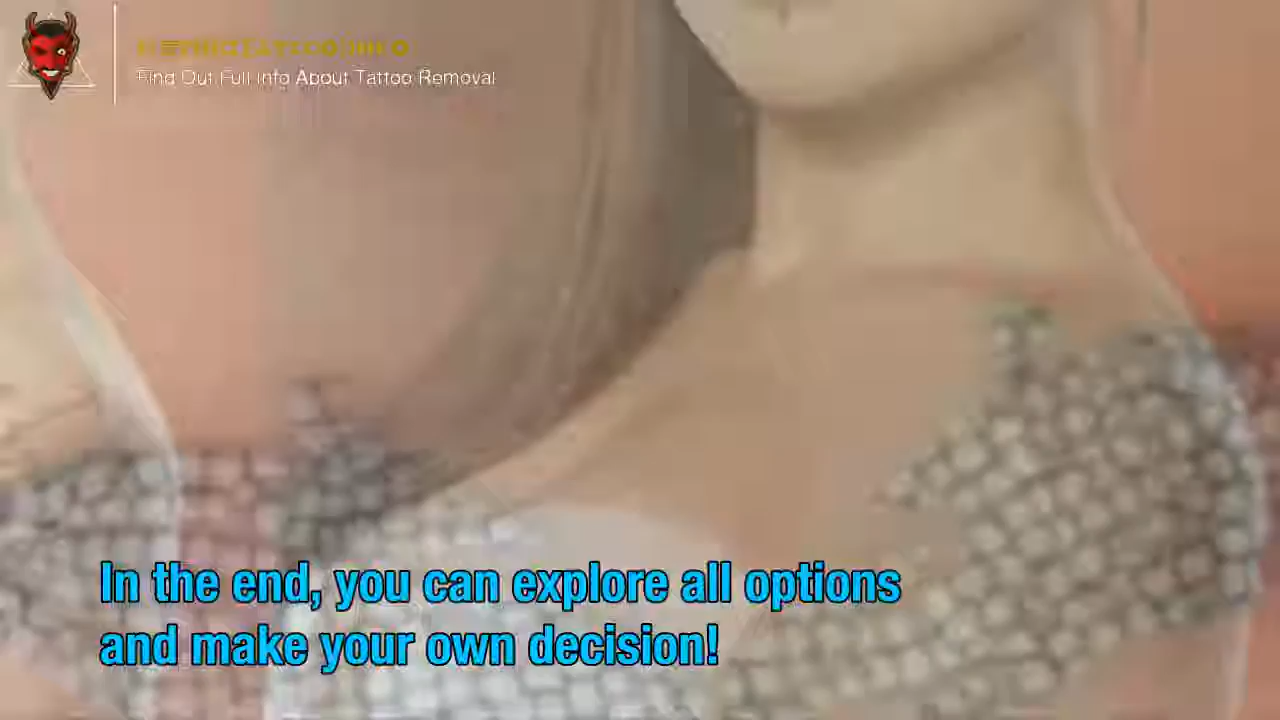 Find Out Full Info About Tattoo Removal
In the end, you can explore all options
and make your own decision!